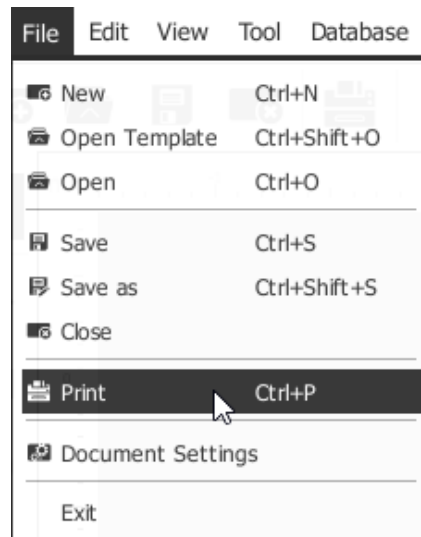 File Edit View Tool Database
New Ctrl+N
Open Template Ctrl+Shift+O
Open Ctrl+O
Save Ctrl+S
Save as Ctrl+Shift+S
Close
Print Ctrl+P
Document Settings
Exit